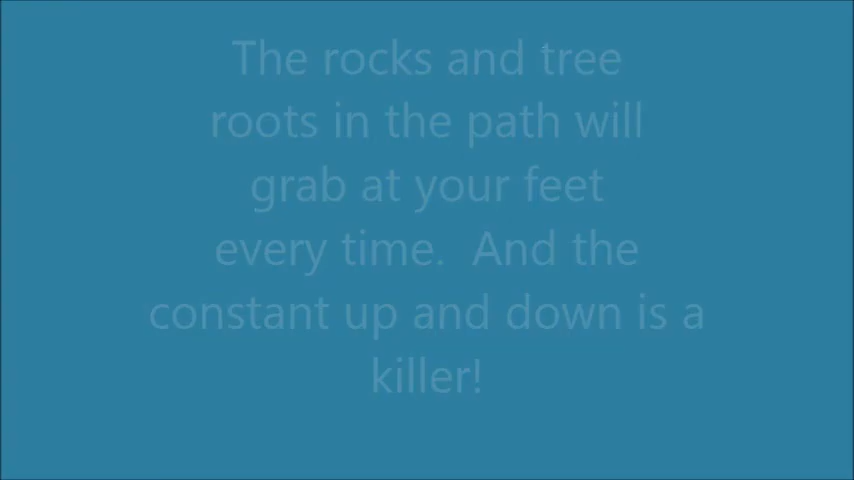 The rocks and tree
roots in the path will
grab at your feet
every time.  And the
constant up and down is a
killer!